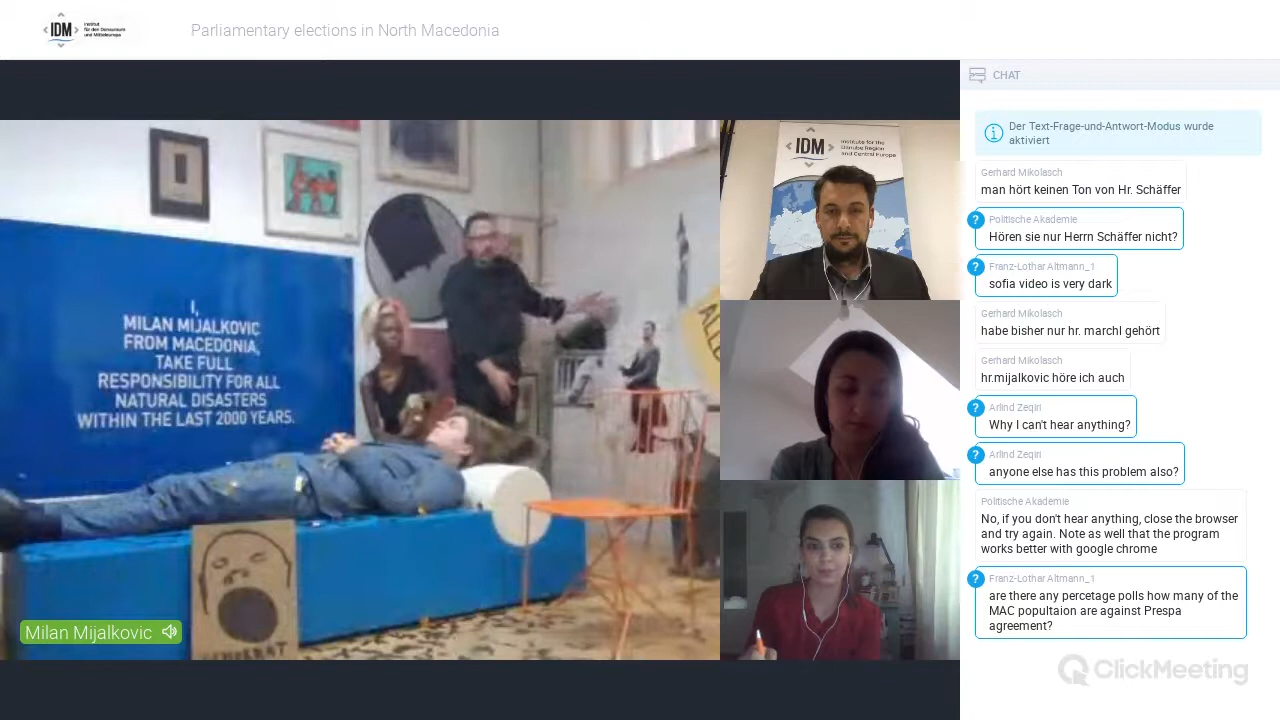 IDM
Institut
für den Donauraum
und Mitteleuropa
Parliamentary elections in North Macedonia
I,
MILAN MIJALKOVIC
FROM MACEDONIA,
TAKE FULL
RESPONSIBILITY FOR ALL
NATURAL DISASTERS
WITHIN THE LAST 2000 YEARS.
ALL
Milan Mijalkovic
IDM
Institute for the
Danube Region
and Central Europe
CHAT
Der Text-Frage-und-Antwort-Modus wurde
aktiviert
Gerhard Mikolasch
man hört keinen Ton von Hr. Schäffer
?
Politische Akademie
Hören sie nur Herrn Schäffer nicht?
?
Franz-Lothar Altmann_1
sofia video is very dark
Gerhard Mikolasch
habe bisher nur hr. marchl gehört
Gerhard Mikolasch
hr.mijalkovic höre ich auch
?
Arlind Zeqiri
Why I can't hear anything?
?
Arlind Zeqiri
anyone else has this problem also?
Politische Akademie
No, if you don't hear anything, close the browser
and try again. Note as well that the program
works better with google chrome
?
Franz-Lothar Altmann_1
are there any percetage polls how many of the
MAC popultaion are against Prespa
agreement?
ClickMeeting